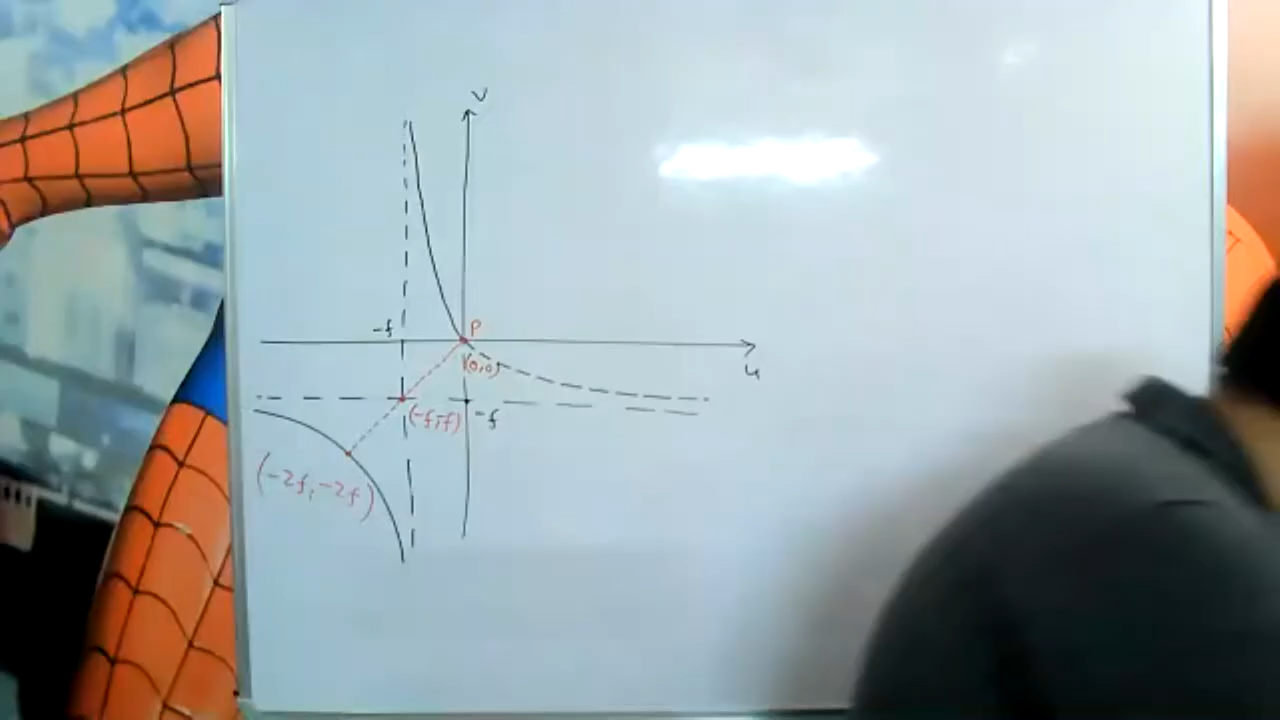 v
-f
P
(0,0)
u
(-f,-f)
-f
(-2f,-2f)